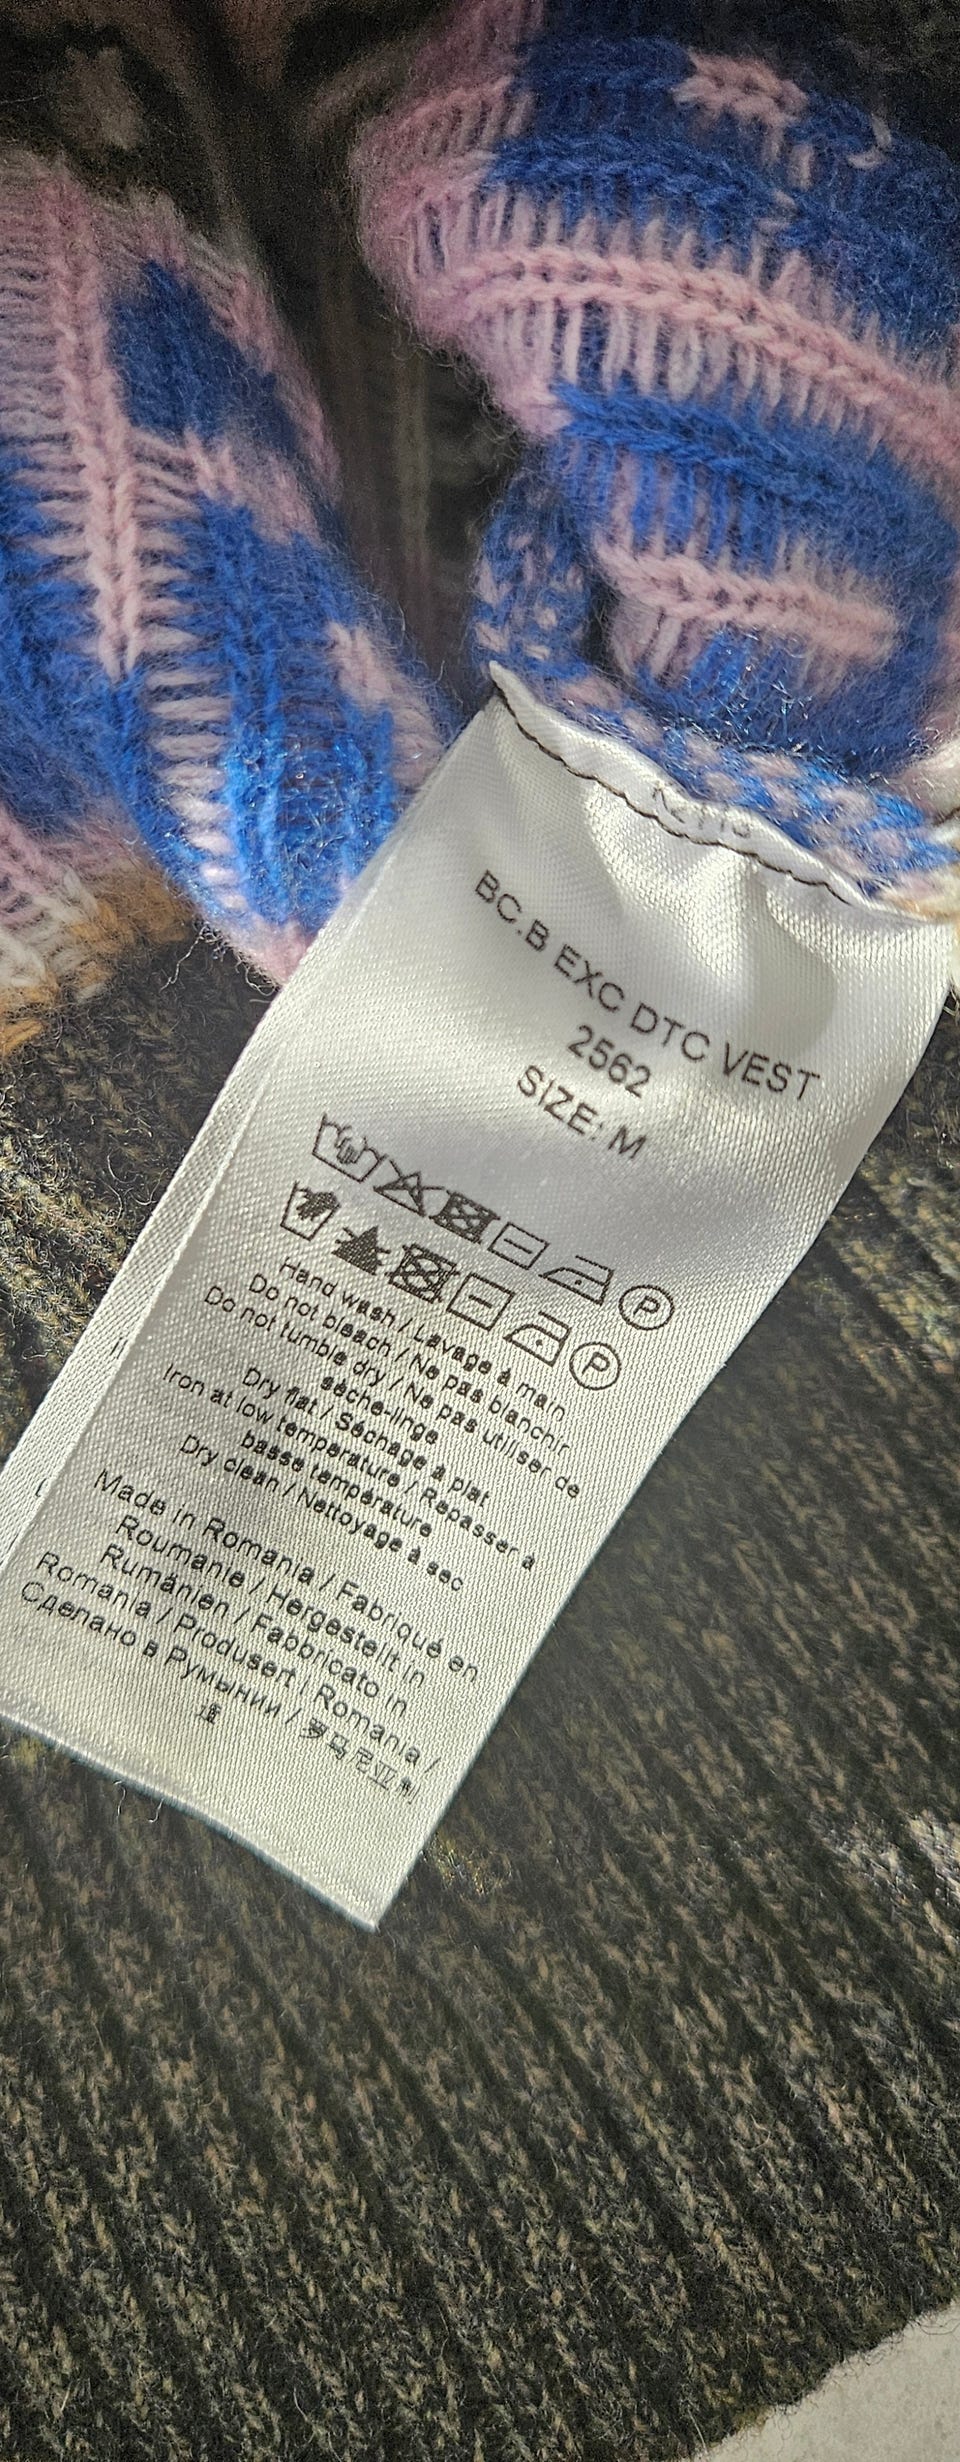 BC.B EXC DTC VEST
2562
SIZE: M
P
P
Hand wash / Lavage à main
Do not bleach / Ne pas blanchir
Do not tumble dry / Ne pas utiliser de
sèche-linge
Dry flat / Séchage à plat
Iron at low temperature / Repasser à
basse température
Dry clean / Nettoyage à sec
Made in Romania / Fabriqué en
Roumanie / Hergestellt in
Rumänien / Fabbricato in
Romania / Produsert i Romania /
Сделано в Румынии / 罗马尼亚制
造